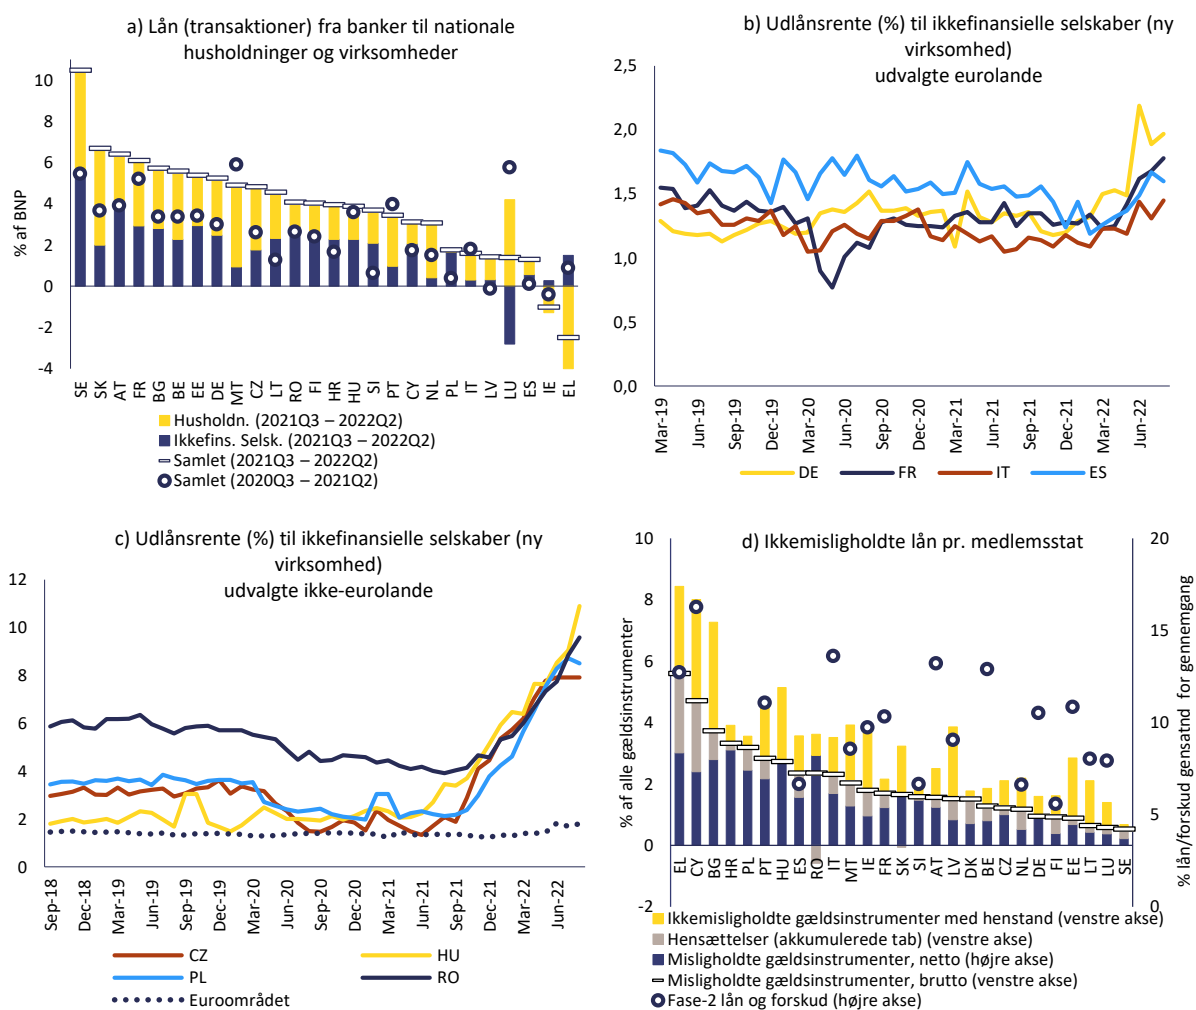 a) Lån (transaktioner) fra banker til nationale
husholdninger og virksomheder
% af BNP
10
8
6
4
2
0
-2
-4
SE SK AT FR BG BE EE DE MT CZ LT RO FI HR HU SI PT CY NL PL IT LV LU ES IE EL
Husholdn. (2021Q3 – 2022Q2)
Ikkefins. Selsk. (2021Q3 – 2022Q2)
Samlet (2021Q3 – 2022Q2)
Samlet (2020Q3 – 2021Q2)
b) Udlånsrente (%) til ikkefinansielle selskaber (ny
virksomhed)
udvalgte eurolande
2,5
2,0
1,5
1,0
0,5
0,0
Mar-19 Jun-19 Sep-19 Dec-19 Mar-20 Jun-20 Sep-20 Dec-20 Mar-21 Jun-21 Sep-21 Dec-21 Mar-22 Jun-22
DE FR IT ES
c) Udlånsrente (%) til ikkefinansielle selskaber (ny
virksomhed)
udvalgte ikke-eurolande
12
10
8
6
4
2
0
Sep-18 Dec-18 Mar-19 Jun-19 Sep-19 Dec-19 Mar-20 Jun-20 Sep-20 Dec-20 Mar-21 Jun-21 Sep-21 Dec-21 Mar-22 Jun-22
CZ HU
PL RO
Euroområdet
d) Ikkemisligholdte lån pr. medlemsstat
% af alle gældsinstrumenter
10
8
6
4
2
0
-2
% lån/forskud gensatnd for gennemgang
20
15
10
5
0
EL CY BG HR PL PT HU ES RO IT MT IE FR SK SI AT LV DK BE CZ NL DE FI EE LT LU SE
Ikkemisligholdte gældsinstrumenter med henstand (venstre akse)
Hensættelser (akkumulerede tab) (venstre akse)
Misligholdte gældsinstrumenter, netto (højre akse)
Misligholdte gældsinstrumenter, brutto (venstre akse)
Fase-2 lån og forskud (højre akse)